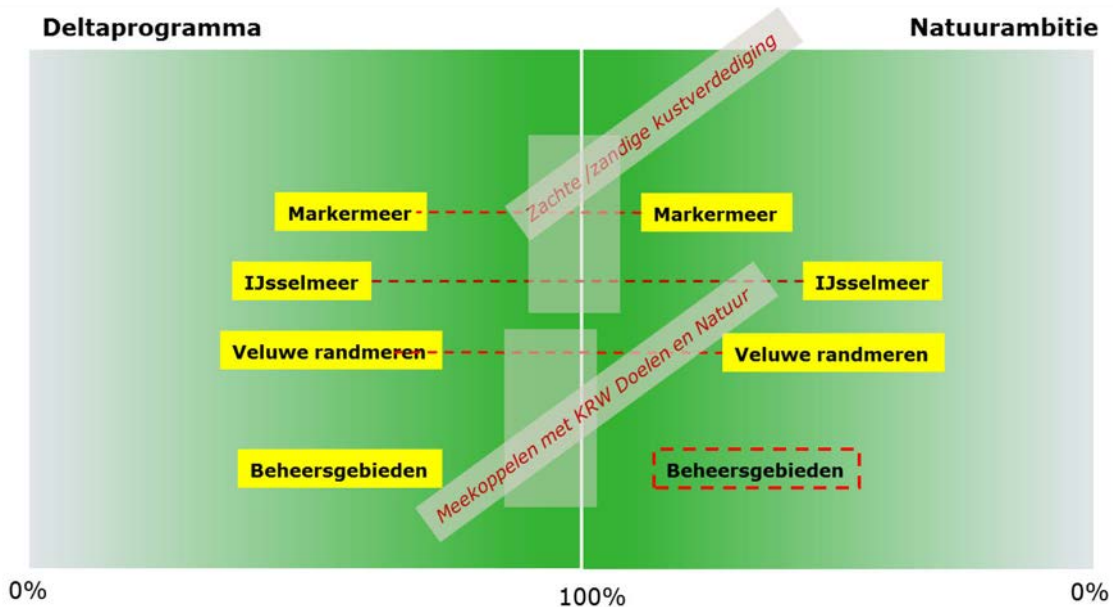 Deltaprogramma
Natuurambitie
Zachte /zandige kustverdediging
Markermeer
Markermeer
IJsselmeer
IJsselmeer
Veluwe randmeren
Veluwe randmeren
Meekoppelen met KRW Doelen en Natuur
Beheersgebieden
Beheersgebieden
0%
100%
0%